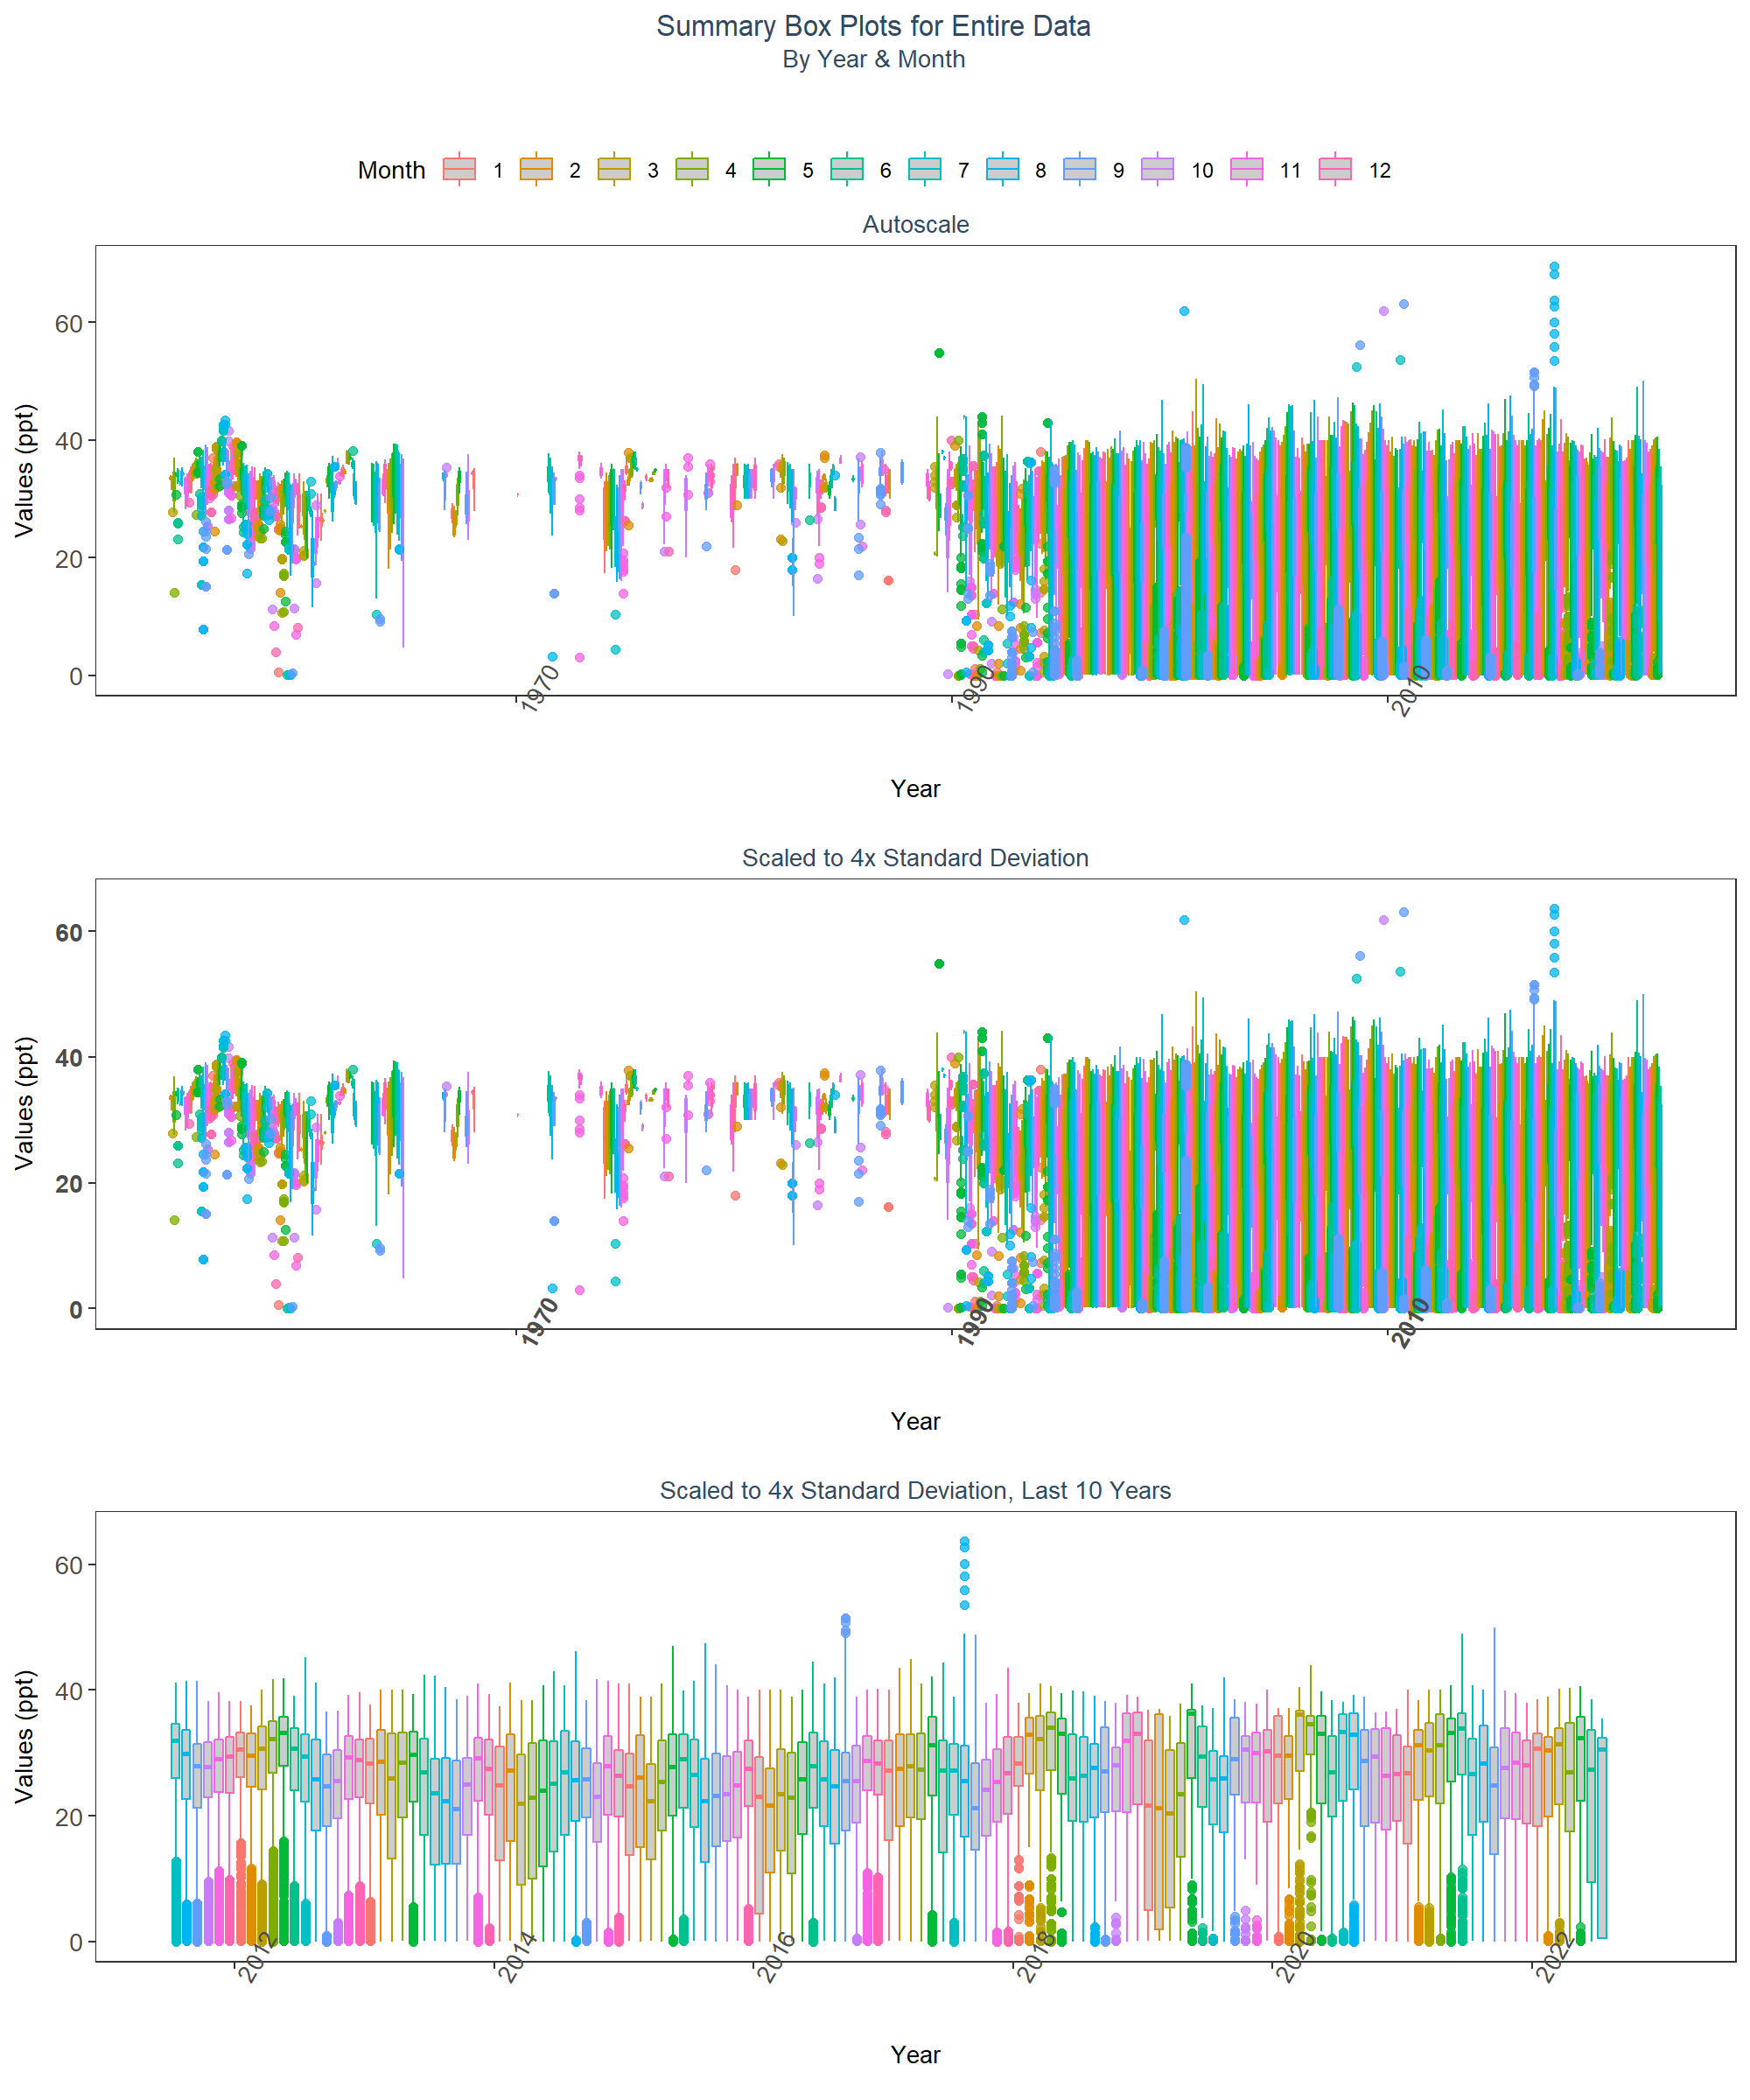 Summary Box Plots for Entire Data
By Year & Month
Month 1 2 3 4 5 6 7 8 9 10 11 12
Autoscale
Values (ppt)
60
40
20
0
1970 1990 2010
Year
Scaled to 4x Standard Deviation
Values (ppt)
60
40
20
0
1970 1990 2010
Year
Scaled to 4x Standard Deviation, Last 10 Years
Values (ppt)
60
40
20
0
2012 2014 2016 2018 2020 2022
Year